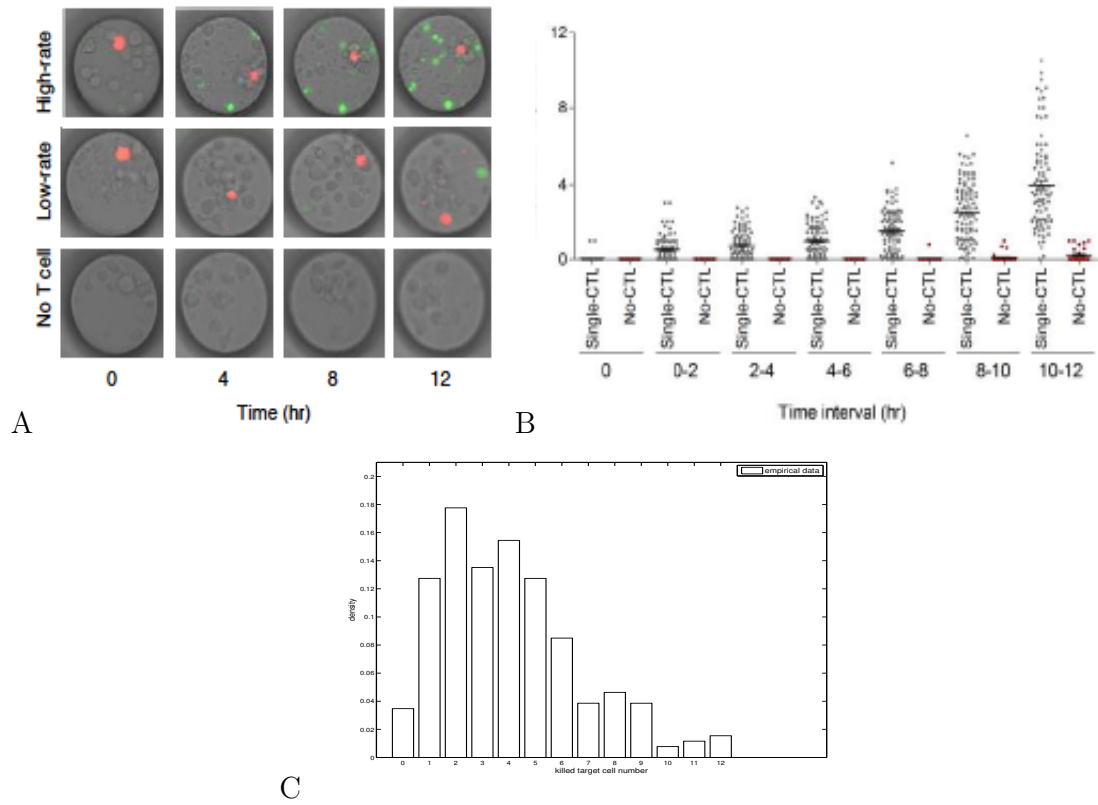 High-rate
Low-rate
No T cell
0 4 8 12
Time (hr)
A
12
8
4
0
Single-CTL No-CTL Single-CTL No-CTL Single-CTL No-CTL Single-CTL No-CTL Single-CTL No-CTL Single-CTL No-CTL Single-CTL No-CTL
0 0-2 2-4 4-6 6-8 8-10 10-12
Time interval (hr)
B
empirical data
0.2
0.18
0.16
0.14
0.12
0.1
0.08
0.06
0.04
0.02
0
density
0 1 2 3 4 5 6 7 8 9 10 11 12
killed target cell number
C